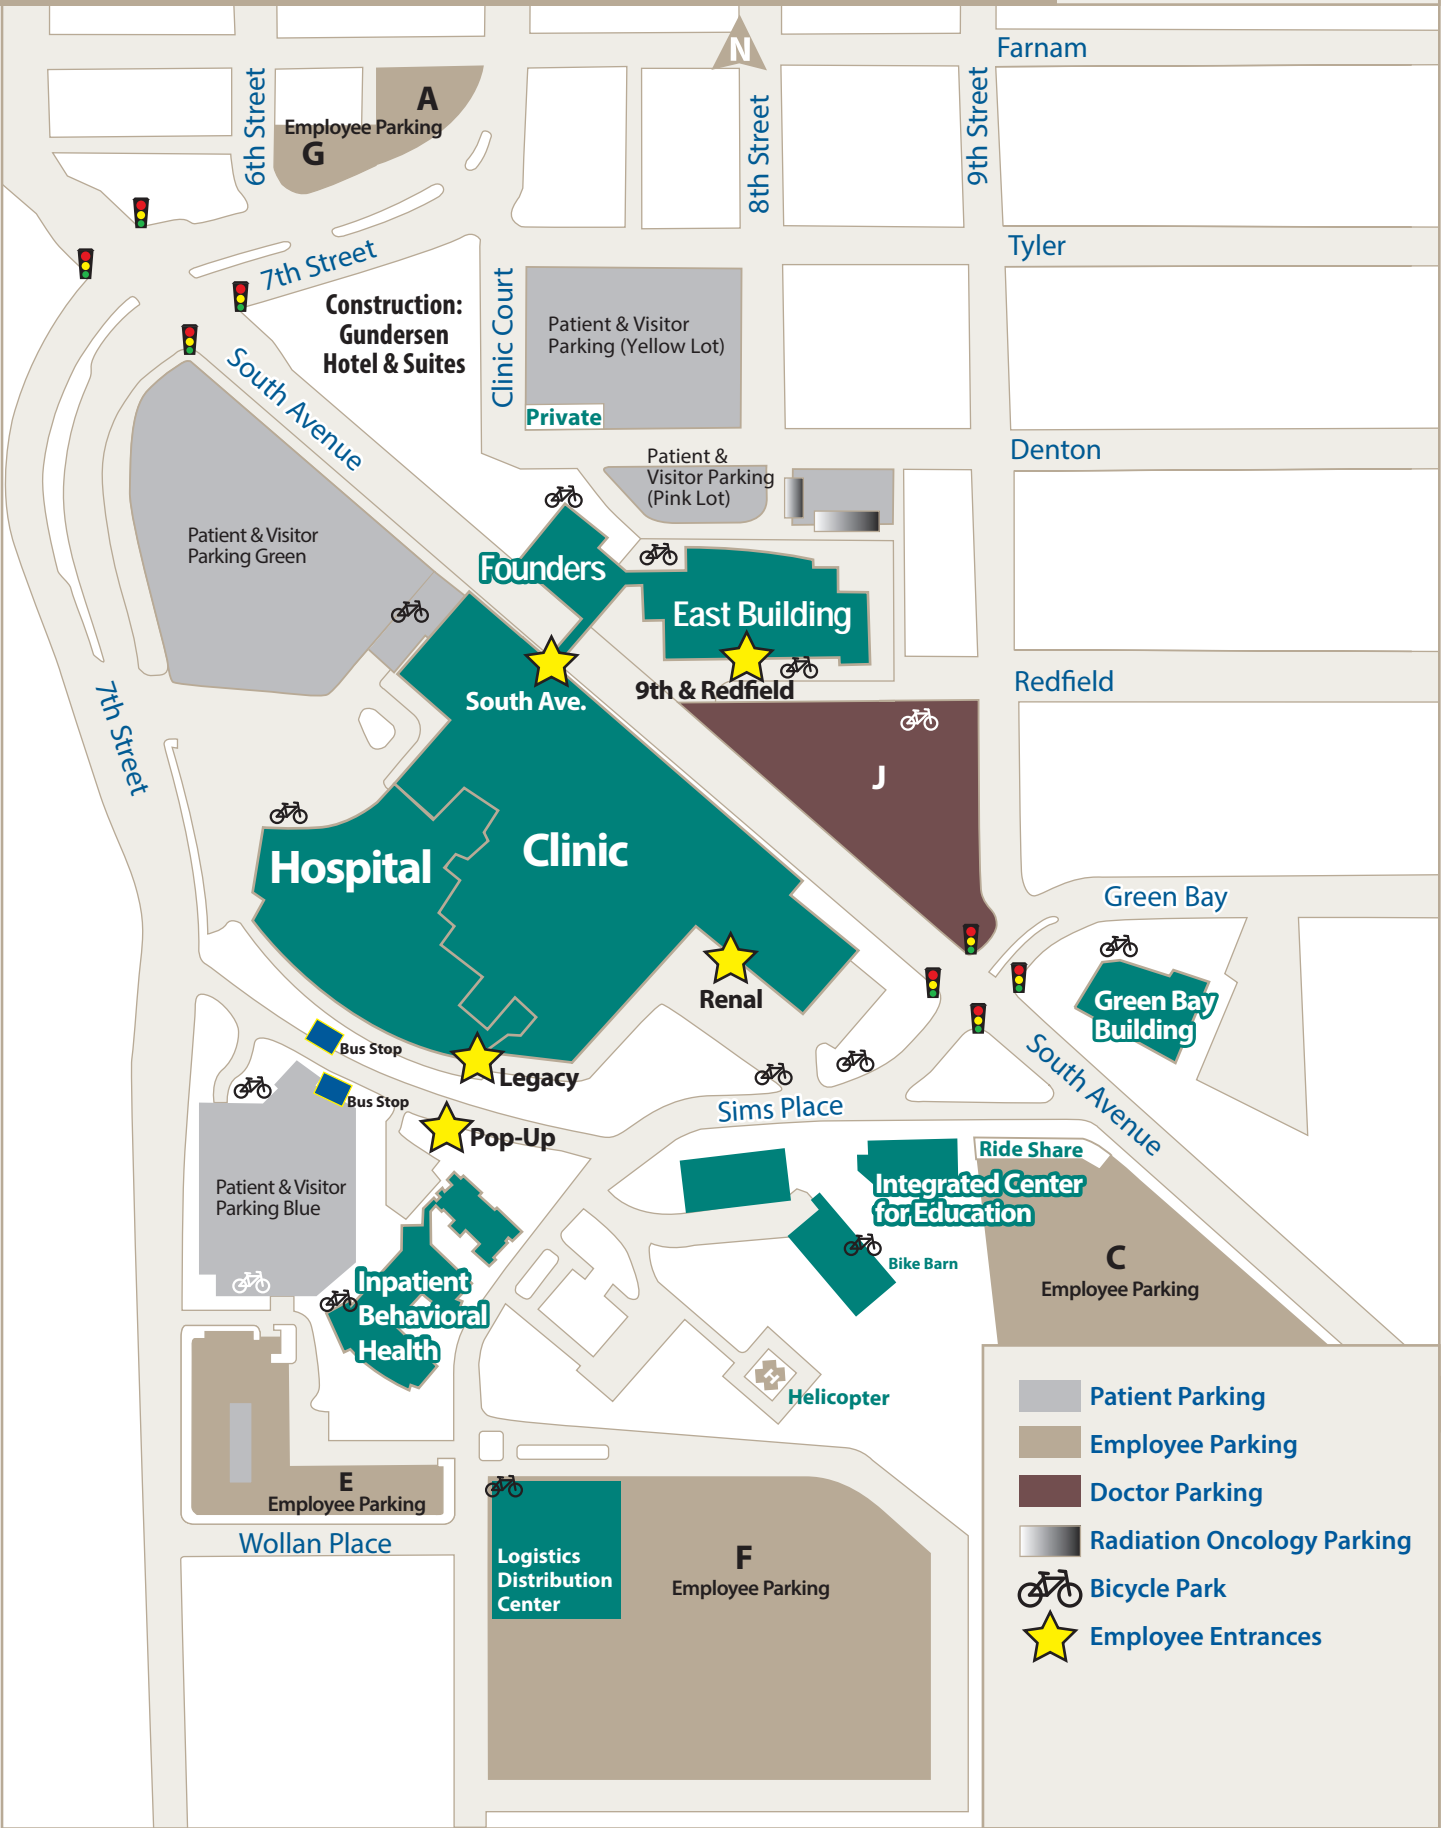 N
Farnam
6th Street
A
Employee Parking
G
8th Street
9th Street
7th Street
Tyler
Construction:
Gundersen
Hotel & Suites
Clinic Court
Patient & Visitor
Parking (Yellow Lot)
Private
South Avenue
Denton
Patient &
Visitor Parking
(Pink Lot)
Patient & Visitor
Parking Green
Founders
East Building
South Ave.
9th & Redfield
Redfield
7th Street
J
Hospital
Clinic
Green Bay
Renal
Green Bay
Building
Bus Stop
Legacy
Bus Stop
Pop-Up
Sims Place
South Avenue
Ride Share
Integrated Center
for Education
Patient & Visitor
Parking Blue
Bike Barn
C
Employee Parking
Inpatient
Behavioral
Health
H
Helicopter
E
Employee Parking
Wollan Place
Logistics
Distribution
Center
F
Employee Parking
Patient Parking
Employee Parking
Doctor Parking
Radiation Oncology Parking
Bicycle Park
Employee Entrances